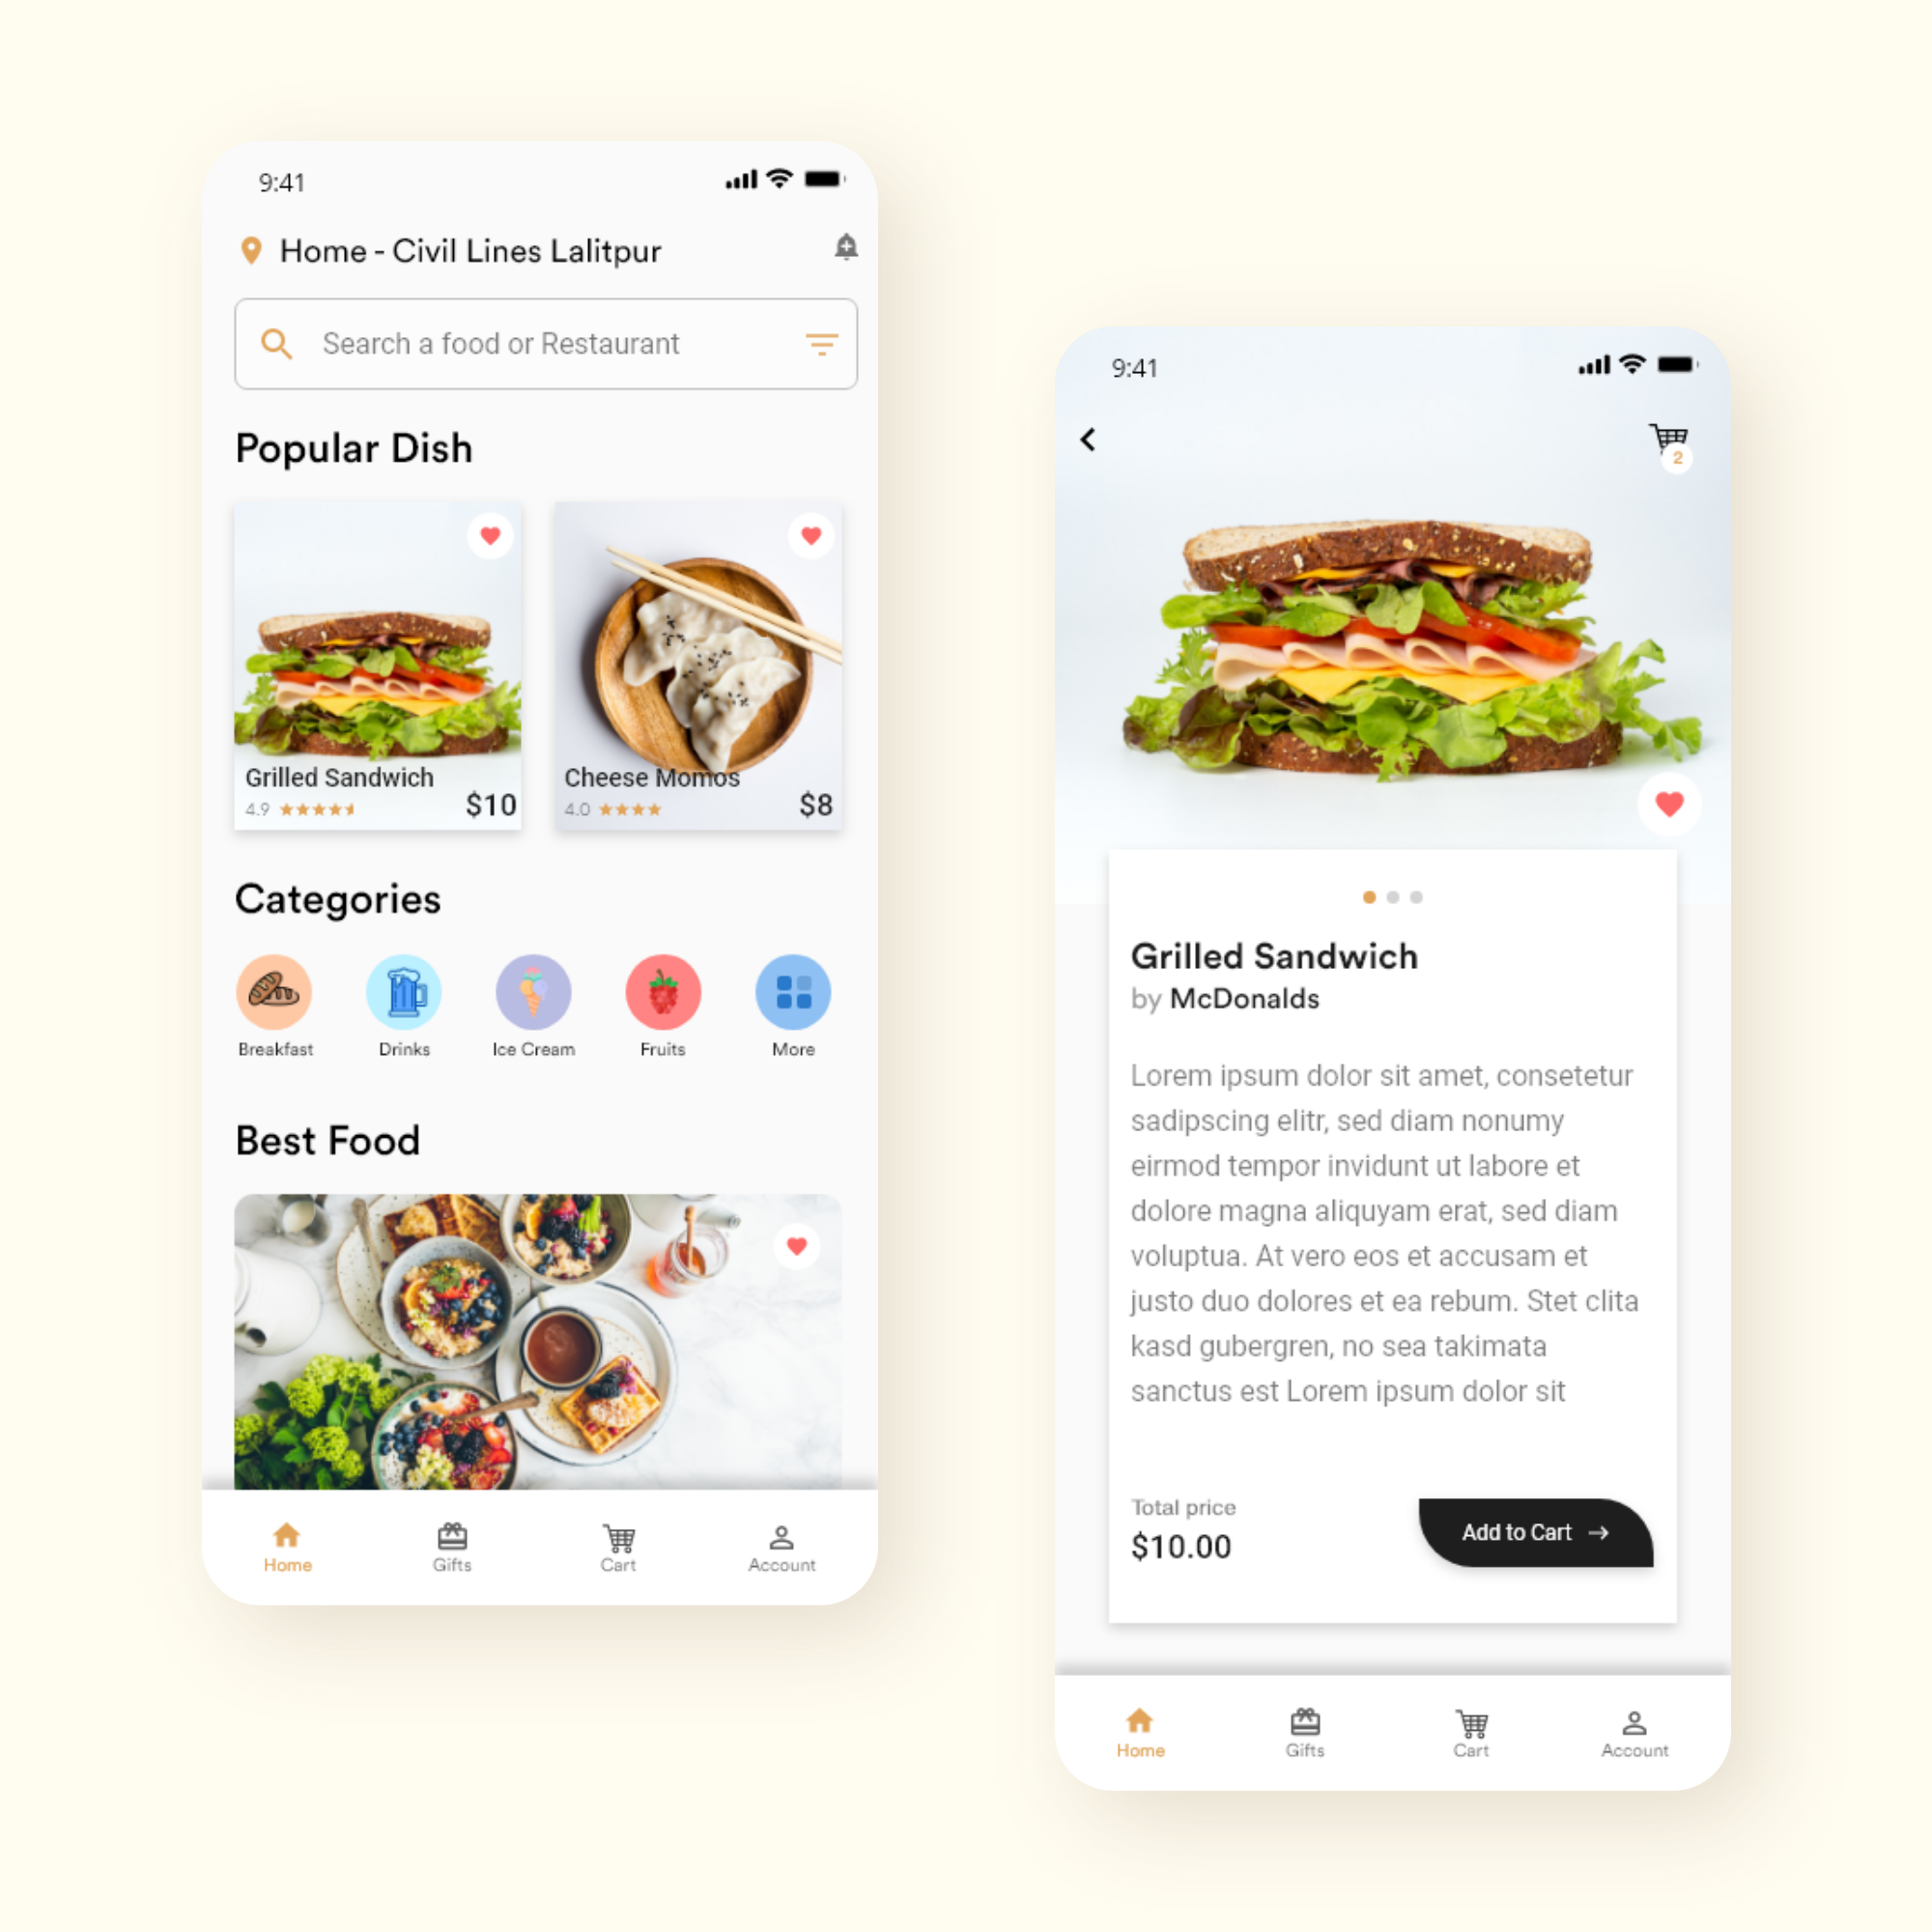 9:41
Home - Civil Lines Lalitpur
Search a food or Restaurant
Popular Dish
Grilled Sandwich
4.9
$10
Cheese Momos
4.0
$8
Categories
Breakfast
Drinks
Ice Cream
Fruits
More
Best Food
Home
Gifts
Cart
Account
9:41
2
Grilled Sandwich
by McDonalds
Lorem ipsum dolor sit amet, consetetur
sadipscing elitr, sed diam nonumy
eirmod tempor invidunt ut labore et
dolore magna aliquyam erat, sed diam
voluptua. At vero eos et accusam et
justo duo dolores et ea rebum. Stet clita
kasd gubergren, no sea takimata
sanctus est Lorem ipsum dolor sit
Total price
$10.00
Add to Cart →
Home
Gifts
Cart
Account